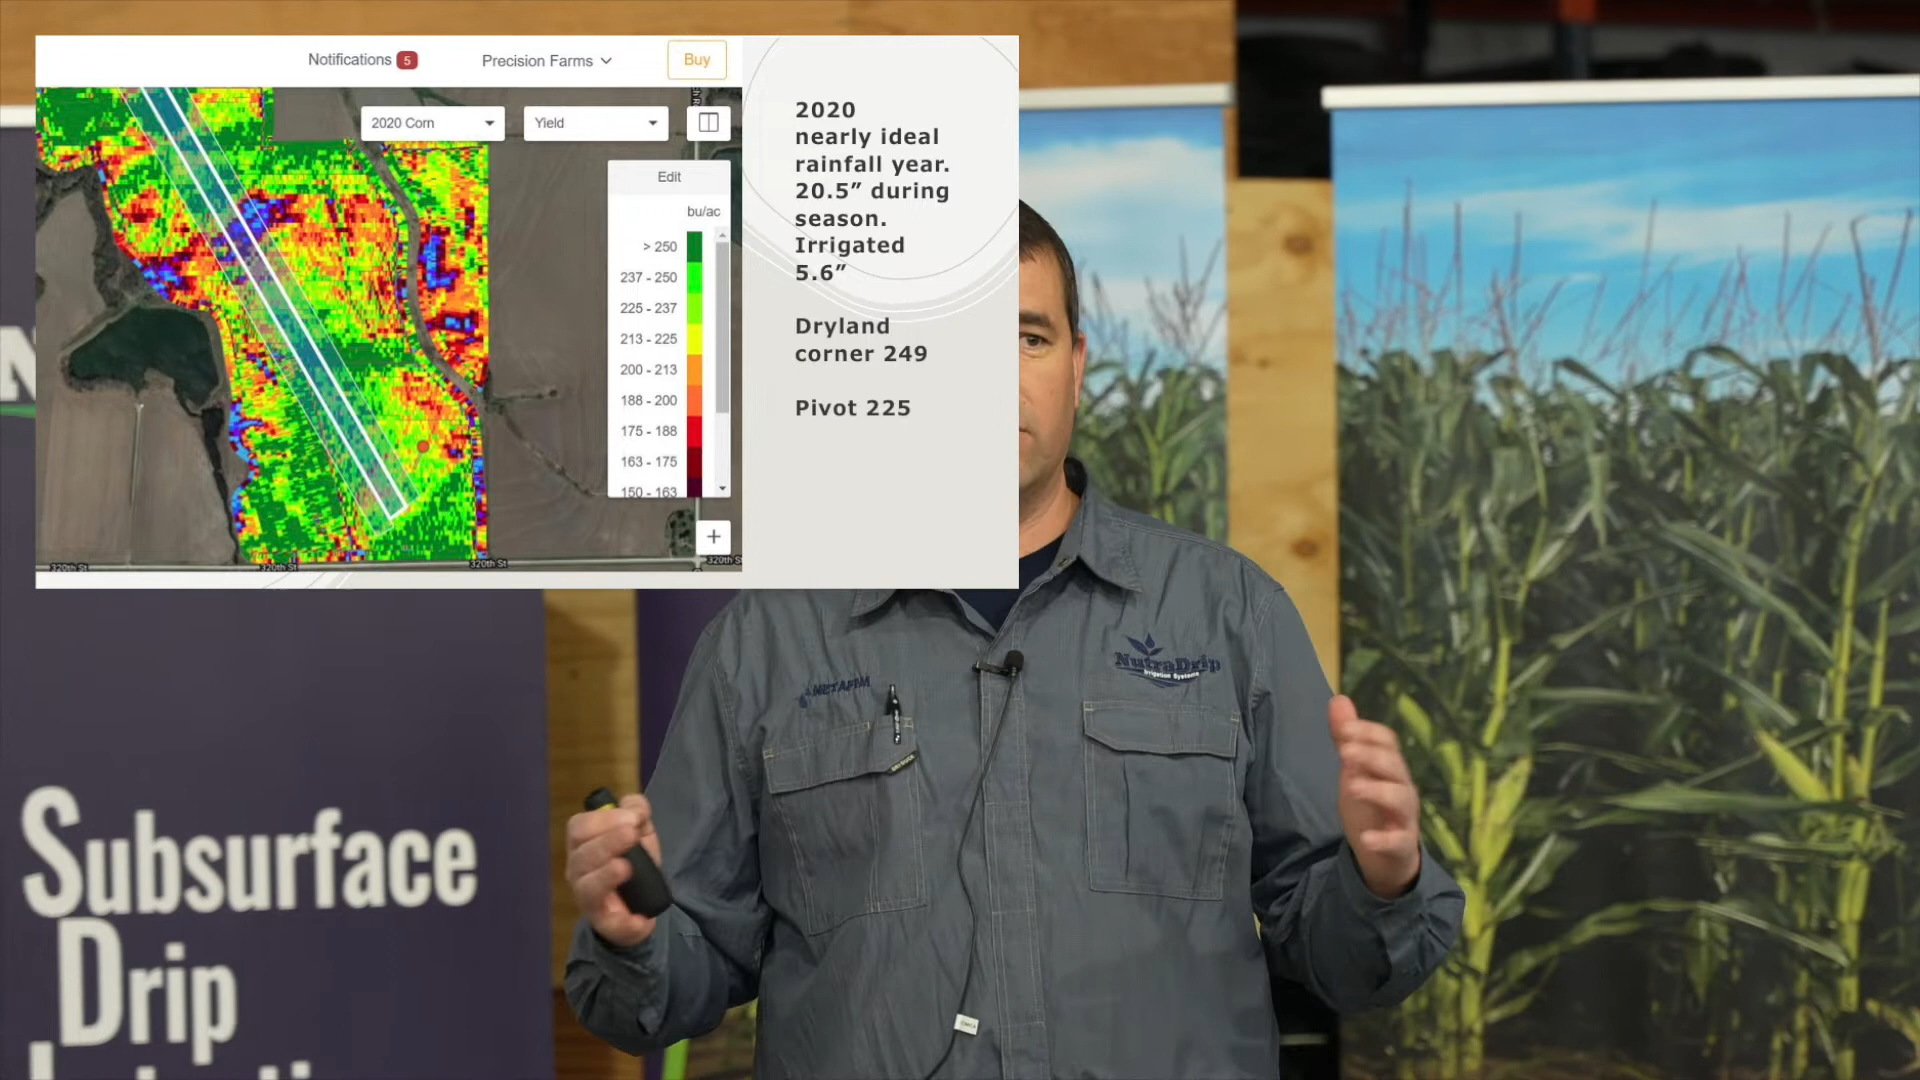 Notifications 5
Precision Farms
Buy
2020 Corn
Yield
Edit
bu/ac
> 250
237 - 250
225 - 237
213 - 225
200 - 213
188 - 200
175 - 188
163 - 175
150 - 163
+
320th St
320th St
320th St
320th St
2020
nearly ideal
rainfall year.
20.5” during
season.
Irrigated
5.6”
Dryland
corner 249
Pivot 225
NETAFIM
NutraDrip
Irrigation Systems
Subsurface
Drip